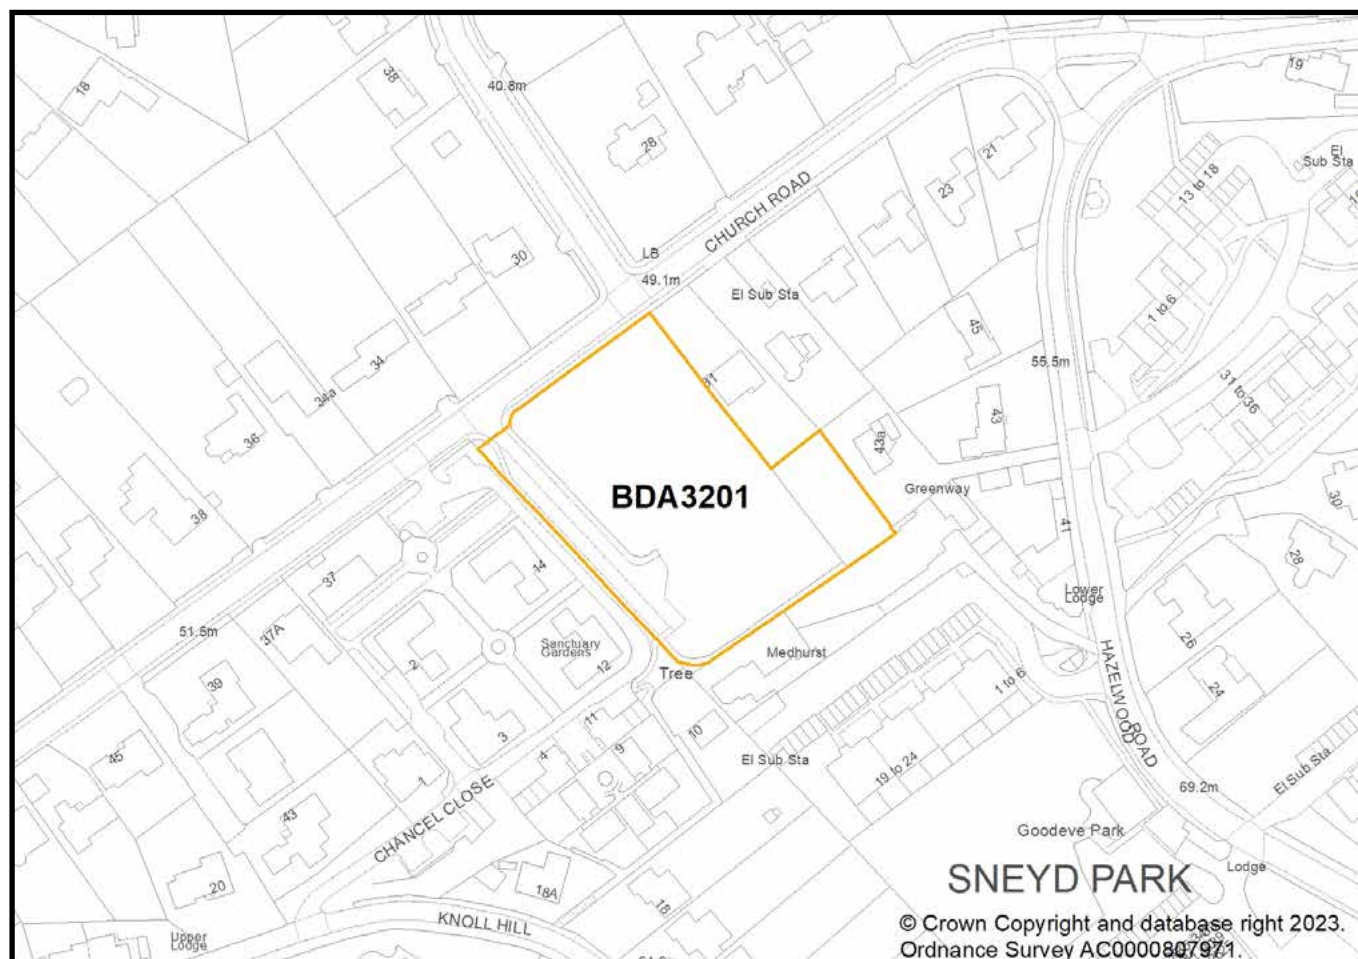 18
38
40.8m
28
19
El
Sub Sta
13 to 18
21
23
CHURCH ROAD
LB
49.1m
30
El Sub Sta
1 to 6
45
55.5m
34
31
34a
31 to 36
36
43
43a
BDA3201
Greenway
38
41
30
37
14
28
Lower
Lodge
51.5m
37A
Sanctuary
Gardens
2
12
Medhurst
26
HAZELWOOD
ROAD
Tree
39
1 to 6
24
11
10
3
45
4
9
El Sub Sta
19 to 24
1
69.2m
El Sub Sta
CHANCEL CLOSE
43
Goodeve Park
20
18A
18
SNEYD PARK
Lodge
KNOLL HILL
Upper
Lodge
© Crown Copyright and database right 2023.
Ordnance Survey AC0000807971.